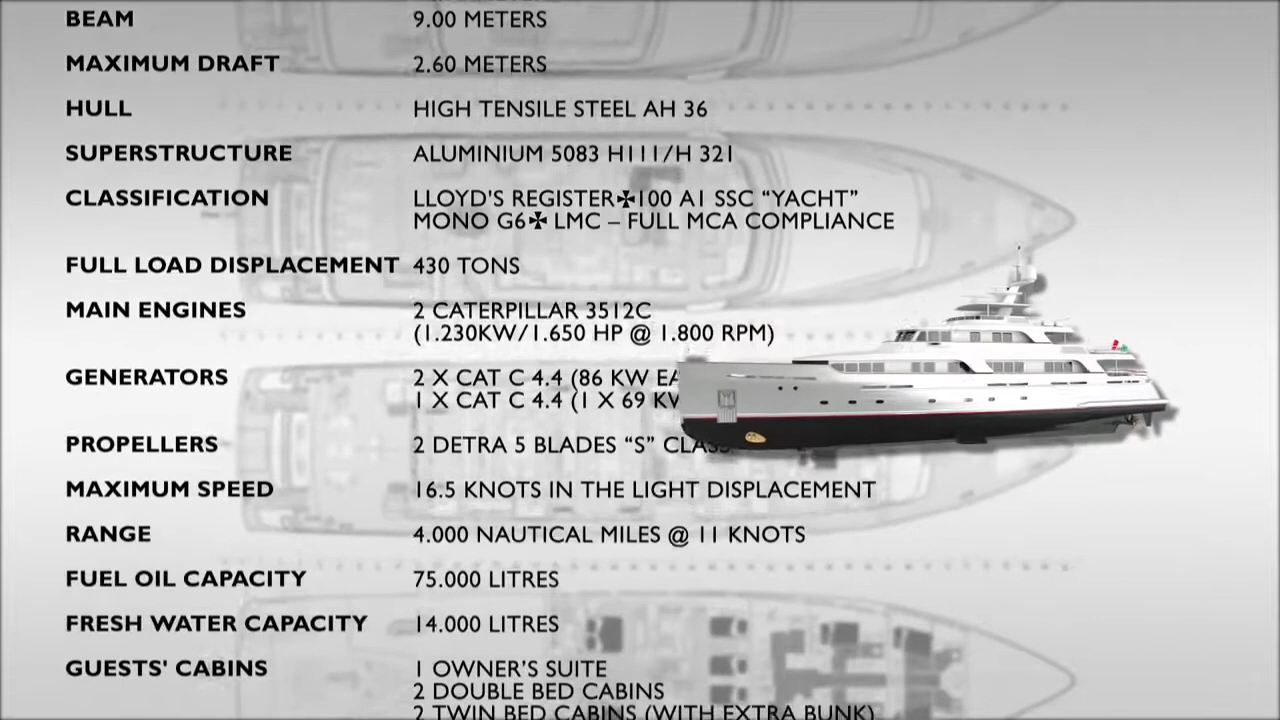 BEAM 9.00 METERS
MAXIMUM DRAFT 2.60 METERS
HULL HIGH TENSILE STEEL AH 36
SUPERSTRUCTURE ALUMINIUM 5083 H111/H 321
CLASSIFICATION LLOYD'S REGISTER✠100 A1 SSC “YACHT”
MONO G6✠ LMC – FULL MCA COMPLIANCE
FULL LOAD DISPLACEMENT 430 TONS
MAIN ENGINES 2 CATERPILLAR 3512C
(1.230KW/1.650 HP @ 1.800 RPM)
GENERATORS 2 X CAT C 4.4 (86 KW
1 X CAT C 4.4 (1 X 69
PROPELLERS 2 DETRA 5 BLADES “S” CLASS
MAXIMUM SPEED 16.5 KNOTS IN THE LIGHT DISPLACEMENT
RANGE 4.000 NAUTICAL MILES @ 11 KNOTS
FUEL OIL CAPACITY 75.000 LITRES
FRESH WATER CAPACITY 14.000 LITRES
GUESTS' CABINS 1 OWNER'S SUITE
2 DOUBLE BED CABINS
2 TWIN BED CABINS (WITH EXTRA BUNK)